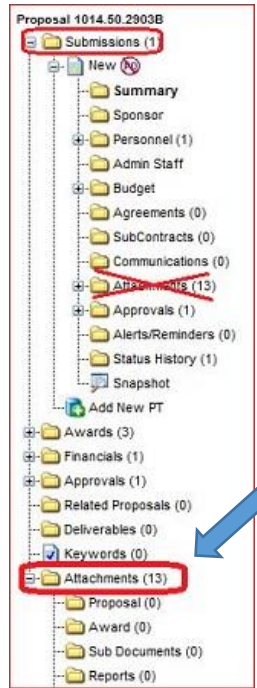 Proposal 1014.50.2903B
Submissions (1)
New
Summary
Sponsor
Personnel (1)
Admin Staff
Budget
Agreements (0)
SubContracts (0)
Communications (0)
Attachments (13)
Approvals (1)
Alerts/Reminders (0)
Status History (1)
Snapshot
Add New PT
Awards (3)
Financials (1)
Approvals (1)
Related Proposals (0)
Deliverables (0)
Keywords (0)
Attachments (13)
Proposal (0)
Award (0)
Sub Documents (0)
Reports (0)